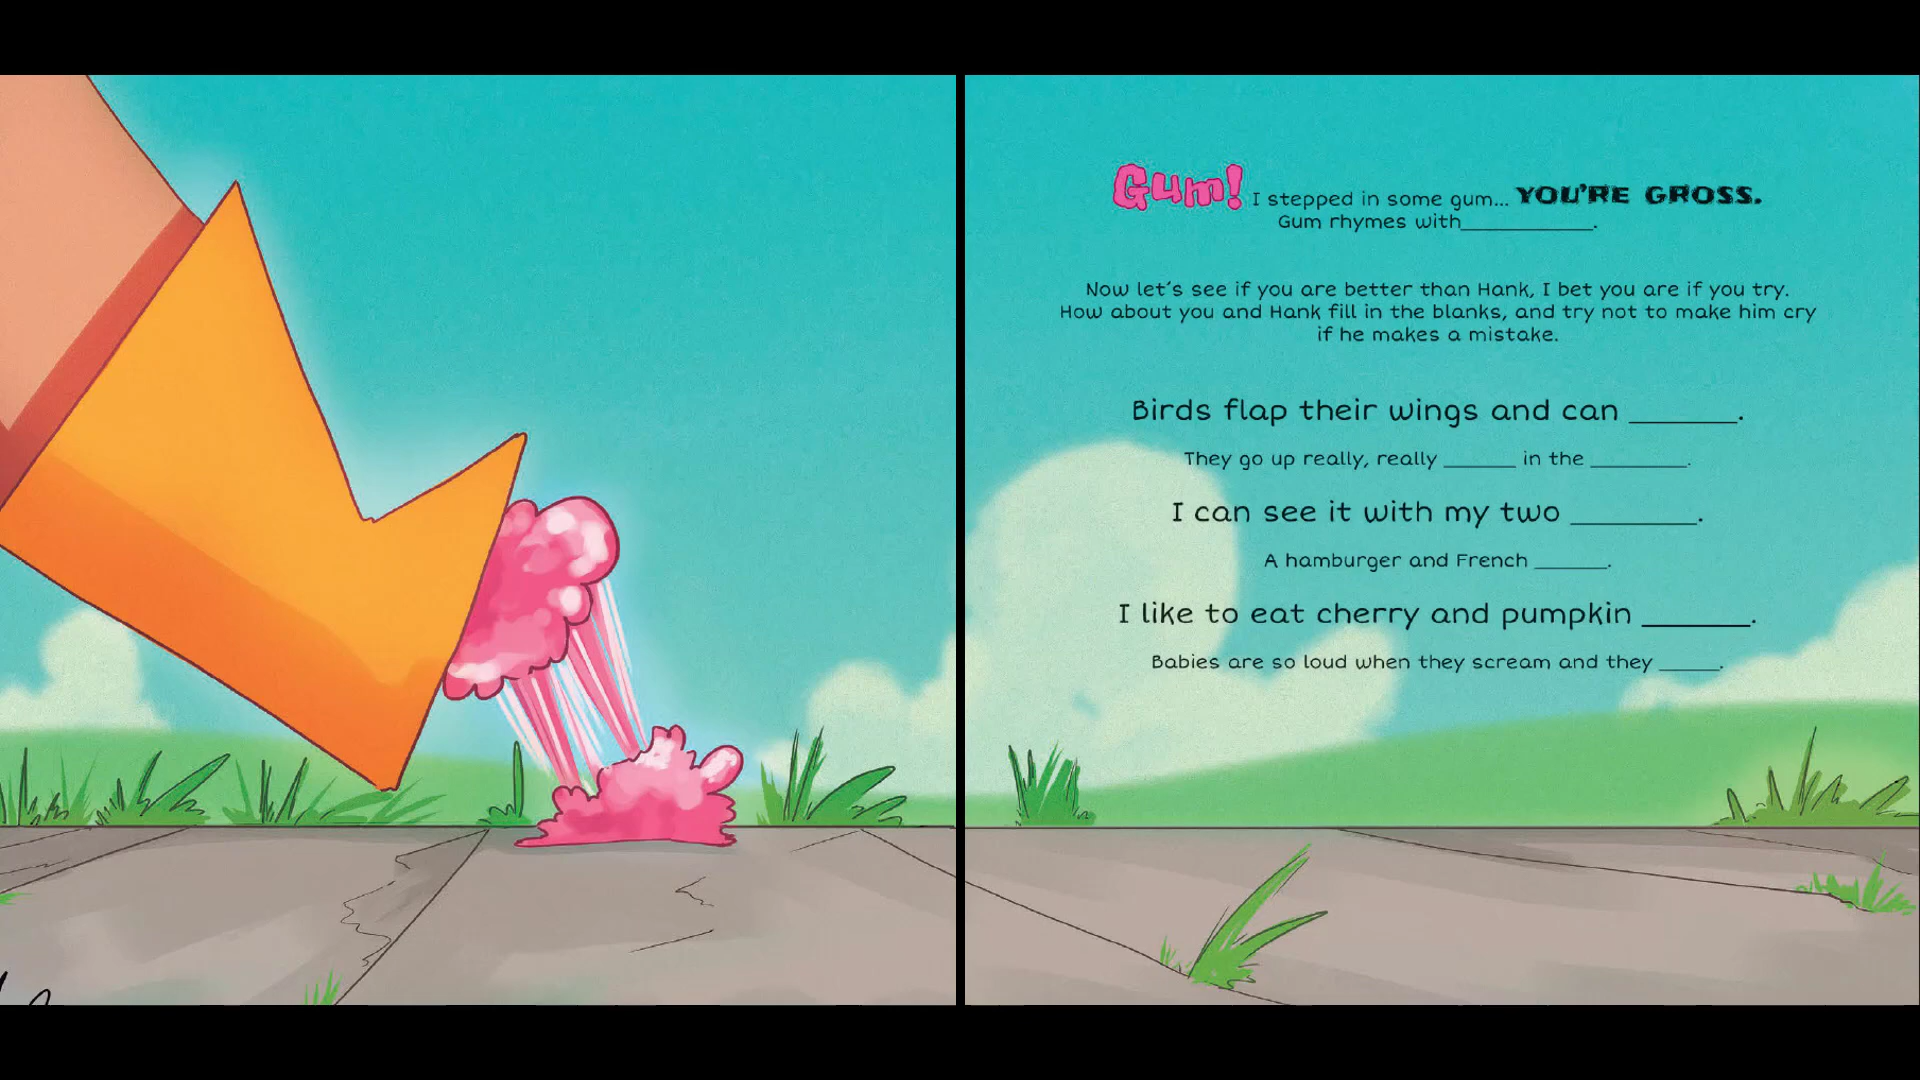 Gum! I stepped in some gum... YOU'RE GROSS.
Gum rhymes with____________.
Now let's see if you are better than Hank, I bet you are if you try.
How about you and Hank fill in the blanks, and try not to make him cry
if he makes a mistake.
Birds flap their wings and can _______.
They go up really, really ______ in the ________.
I can see it with my two ________.
A hamburger and French ______.
I like to eat cherry and pumpkin _______.
Babies are so loud when they scream and they _____.